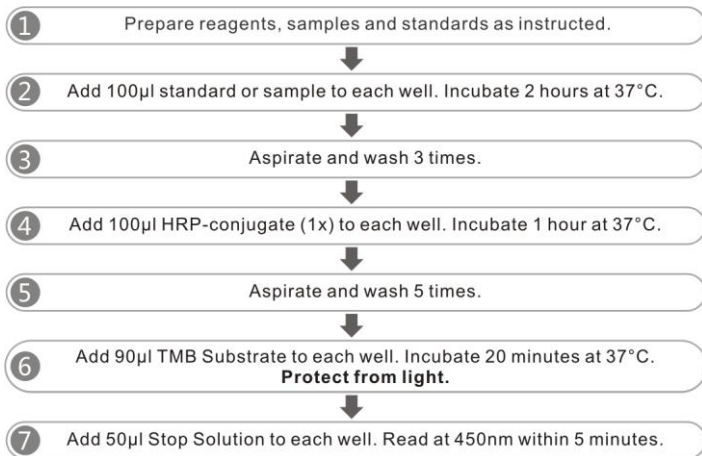 1 Prepare reagents, samples and standards as instructed.
2 Add 100μl standard or sample to each well. Incubate 2 hours at 37°C.
3 Aspirate and wash 3 times.
4 Add 100μl HRP-conjugate (1x) to each well. Incubate 1 hour at 37°C.
5 Aspirate and wash 5 times.
6 Add 90μl TMB Substrate to each well. Incubate 20 minutes at 37°C.
Protect from light.
7 Add 50μl Stop Solution to each well. Read at 450nm within 5 minutes.